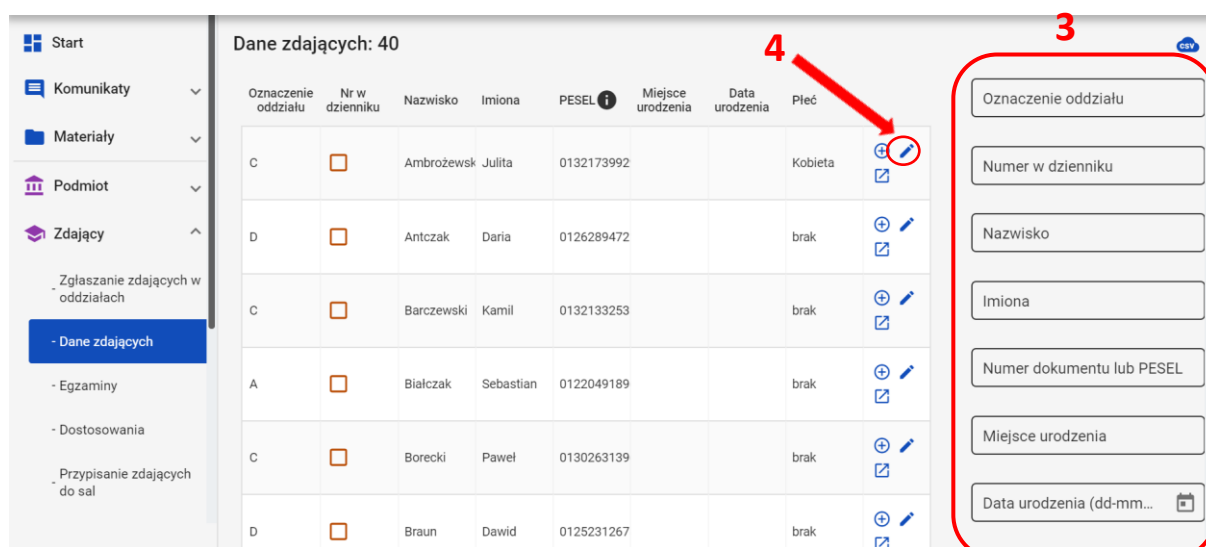 3
Start
Dane zdających: 40
4
CSV
Komunikaty
Oznaczenie oddziału
Nr w dzienniku
Nazwisko
Imiona
PESEL
Miejsce urodzenia
Data urodzenia
Płeć
Oznaczenie oddziału
Materiały
C Ambrożewsk Julita 0132173992 Kobieta
Numer w dzienniku
Podmiot
Zdający
D Antczak Daria 0126289472 brak
Nazwisko
- Zgłaszanie zdających w
oddziałach
C Barczewski Kamil 0132133253 brak
Imiona
- Dane zdających
- Egzaminy
A Białczak Sebastian 0122049189 brak
Numer dokumentu lub PESEL
- Dostosowania
C Borecki Paweł 0130263139 brak
Miejsce urodzenia
- Przypisanie zdających
do sal
D Braun Dawid 0125231267 brak
Data urodzenia (dd-mm...